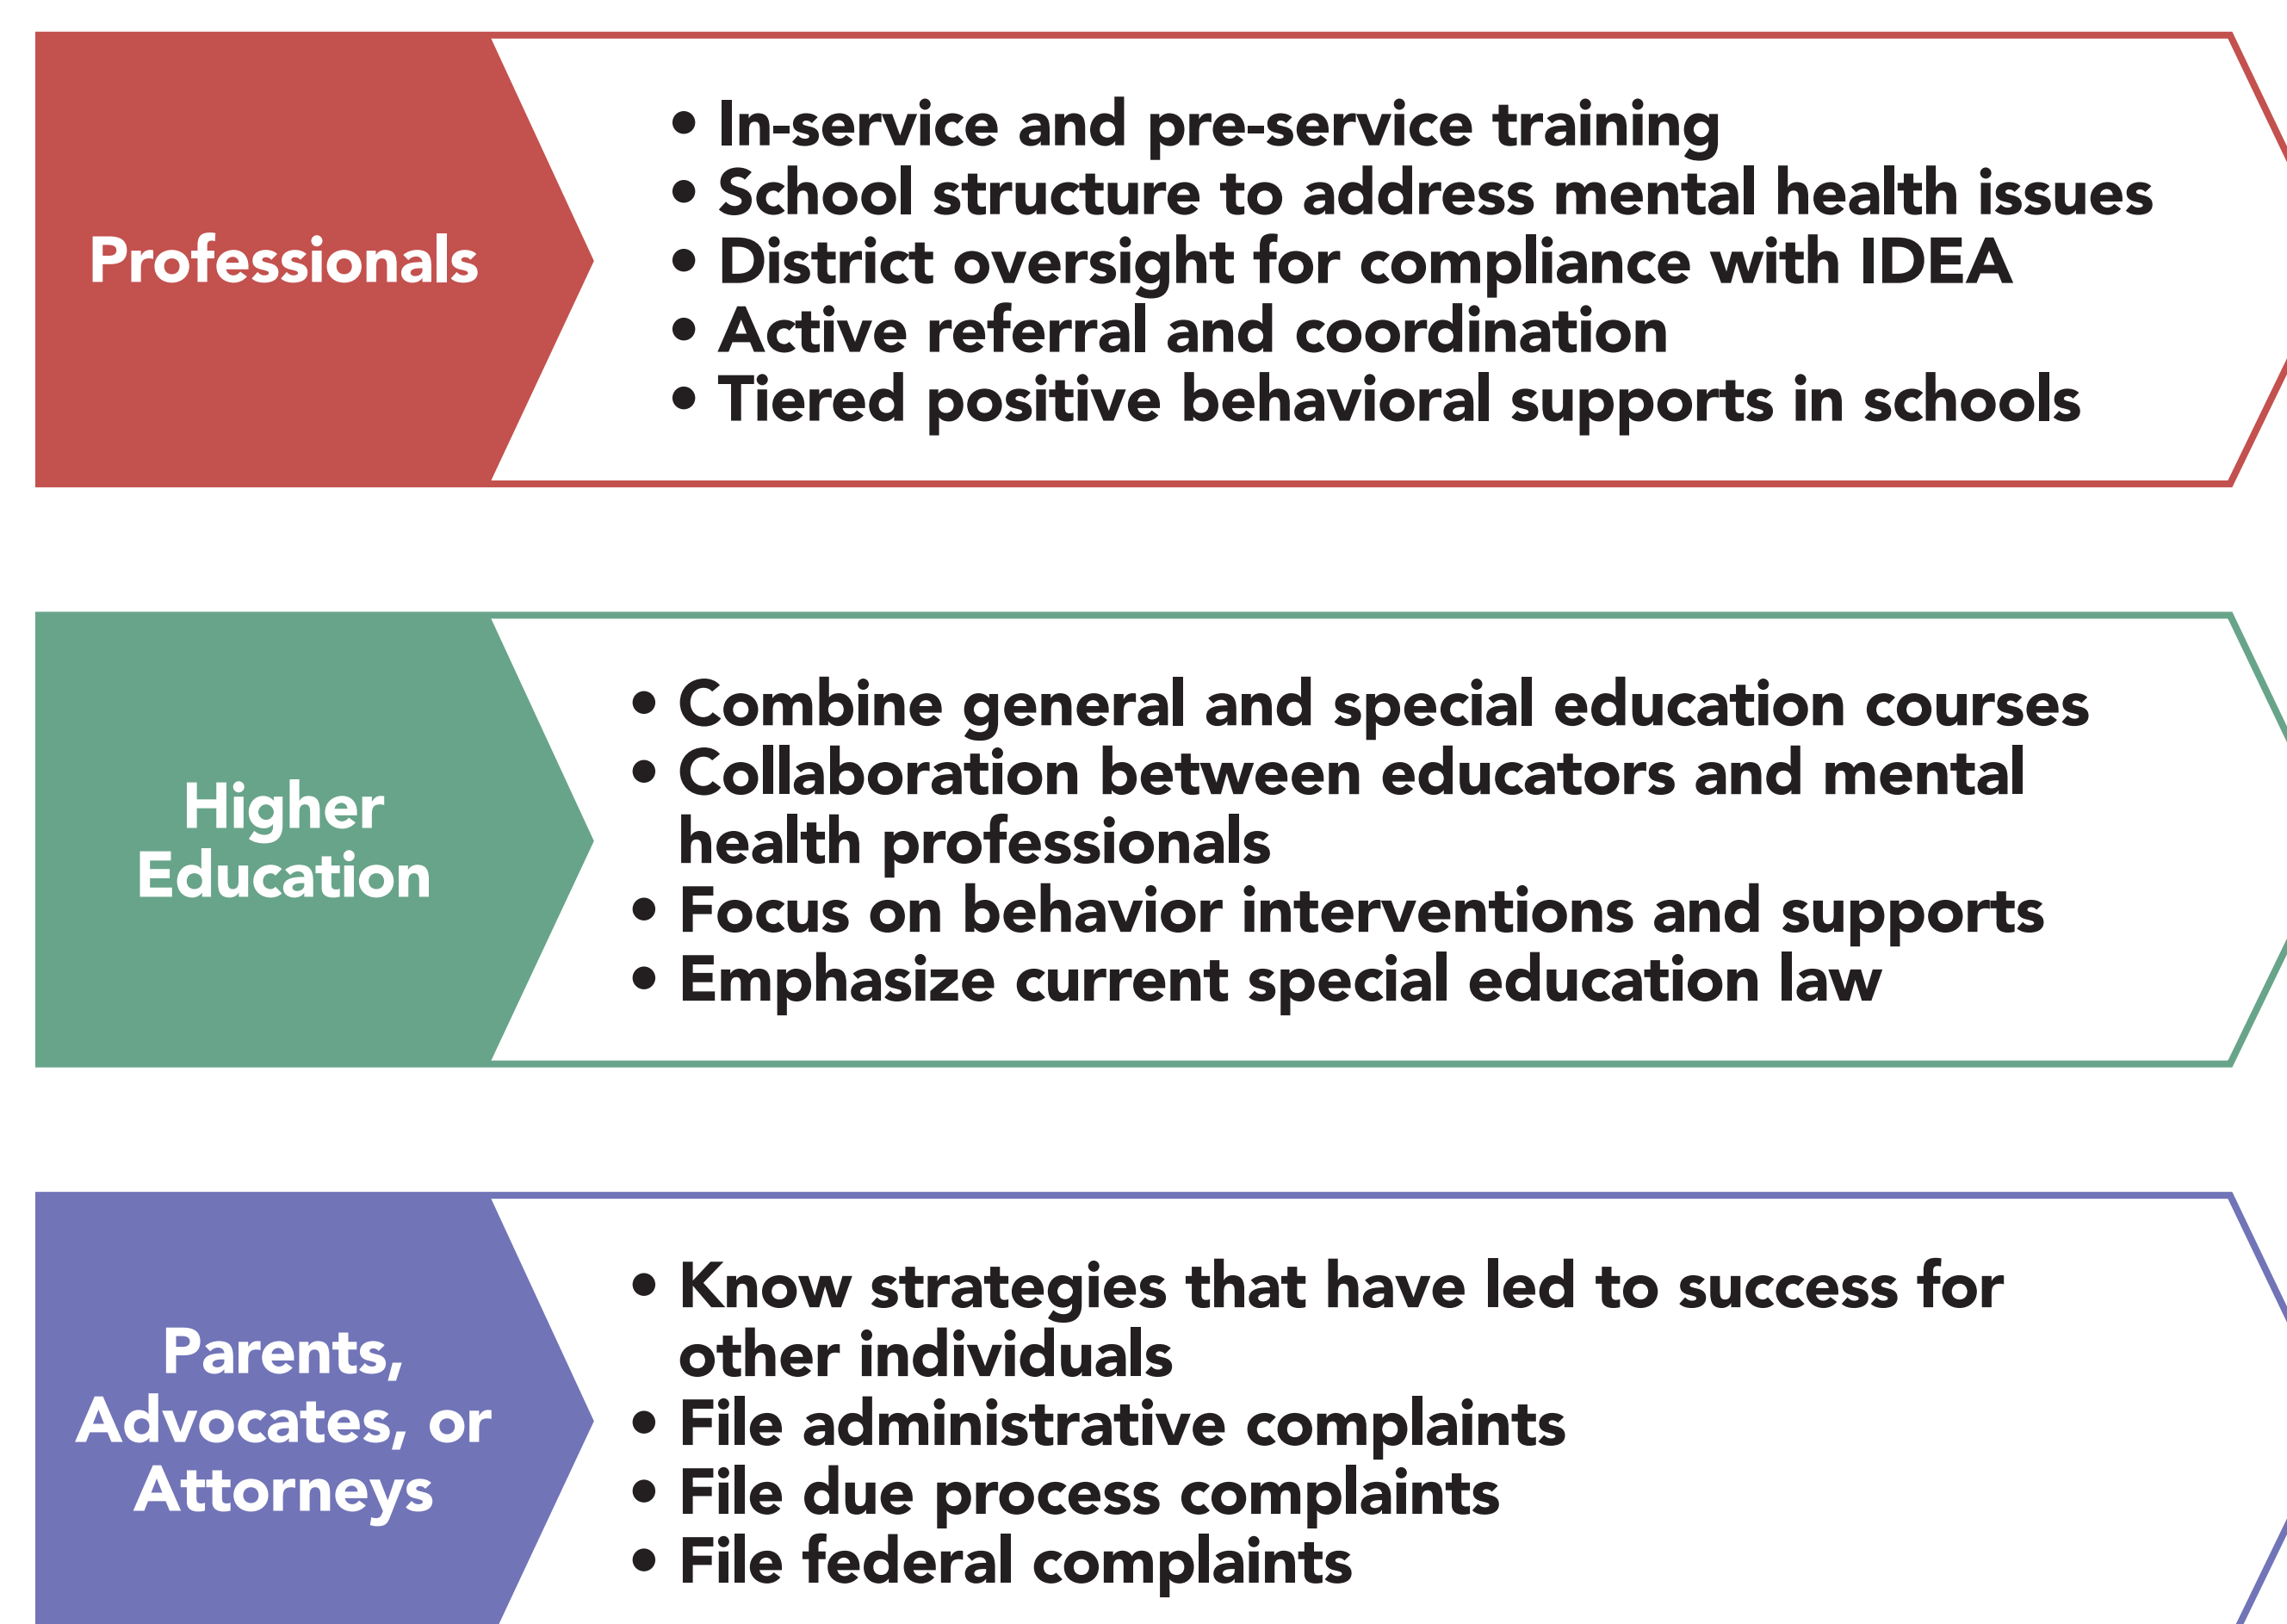 Professionals
• In-service and pre-service training
• School structure to address mental health issues
• District oversight for compliance with IDEA
• Active referral and coordination
• Tiered positive behavioral supports in schools
Higher
Education
• Combine general and special education courses
• Collaboration between educators and mental
health professionals
• Focus on behavior interventions and supports
• Emphasize current special education law
Parents,
Advocates, or
Attorneys
• Know strategies that have led to success for
other individuals
• File administrative complaints
• File due process complaints
• File federal complaints